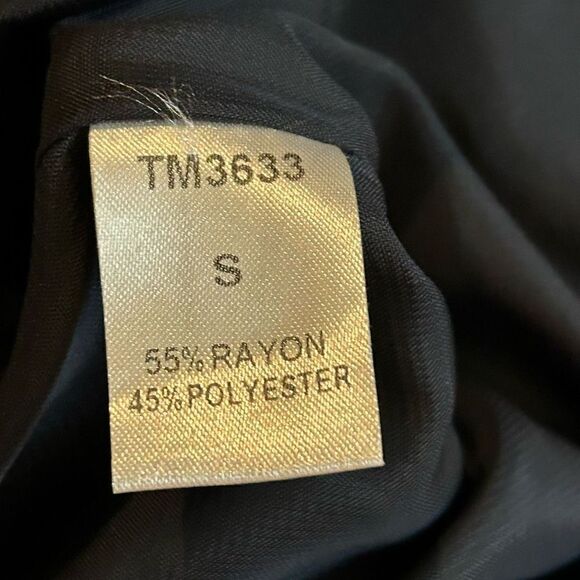 TM3633
S
55% RAYON
45% POLYESTER